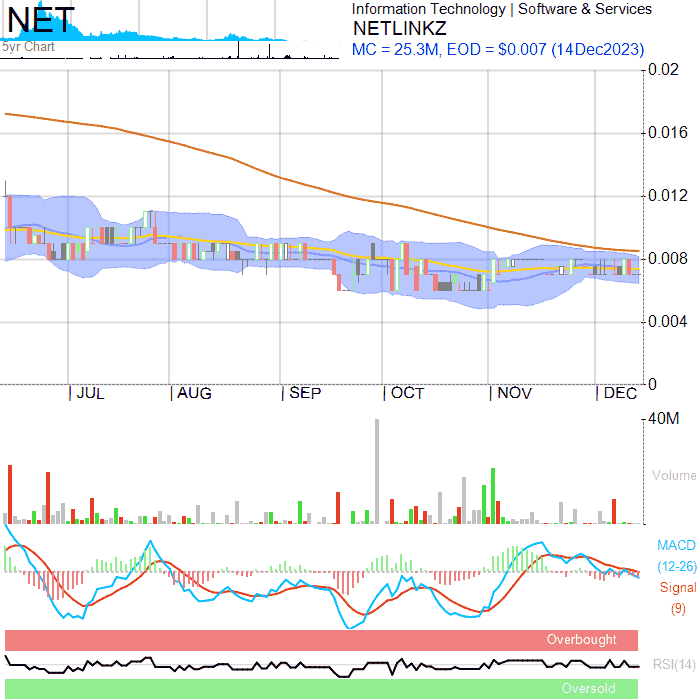 NET
5yr Chart
Information Technology | Software & Services
NETLINKZ
MC = 25.3M, EOD = $0.007 (14Dec2023)
0.02
0.016
0.012
0.008
0.004
0
| JUL | AUG | SEP | OCT | NOV | DEC
40M
Volume
MACD
(12-26)
Signal
(9)
Overbought
RSI(14)
Oversold